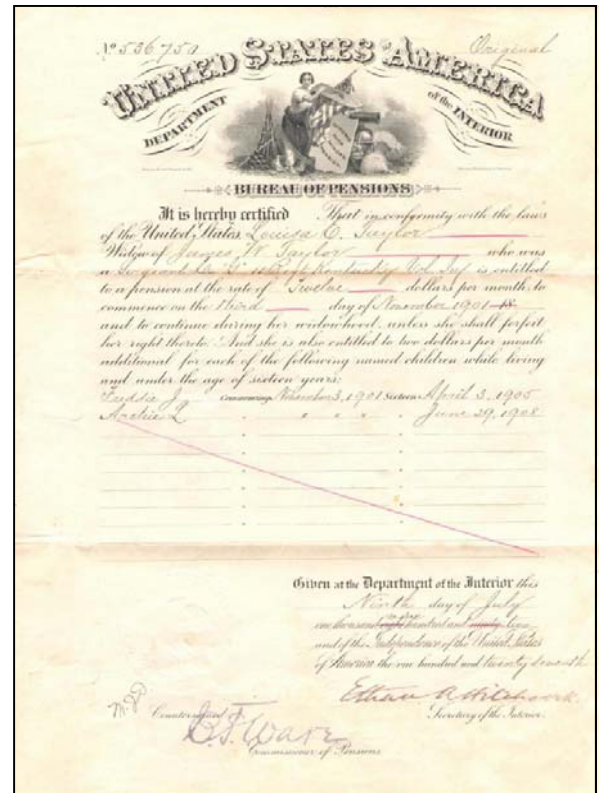 No 536750 Original
UNITED STATES OF AMERICA
DEPARTMENT of the INTERIOR
BUREAU OF PENSIONS
It is hereby certified That in conformity with the laws
of the United States Louisa C. Taylor
Widow of James W. Taylor who was
a Sergeant Co. Kentucky Vol. Inf. is entitled
to a pension at the rate of Twelve dollars per month, to
commence on the third day of November 1901
and to continue during her widowhood, unless she shall forfeit
her right thereto. And she is also entitled to two dollars per month
additional for each of the following named children while living
and under the age of sixteen years:
Freddie J. Commencing November 3, 1901 Sixteen April 3, 1905
Archie L " " " " June 29, 1908
Given at the Department of the Interior this
Ninth day of July
one thousand nine hundred and two
and of the Independence of the United States
of America the one hundred and twenty seventh
Ethan A. Hitchcock.
Secretary of the Interior.
Countersigned
Ware
Commissioner of Pensions